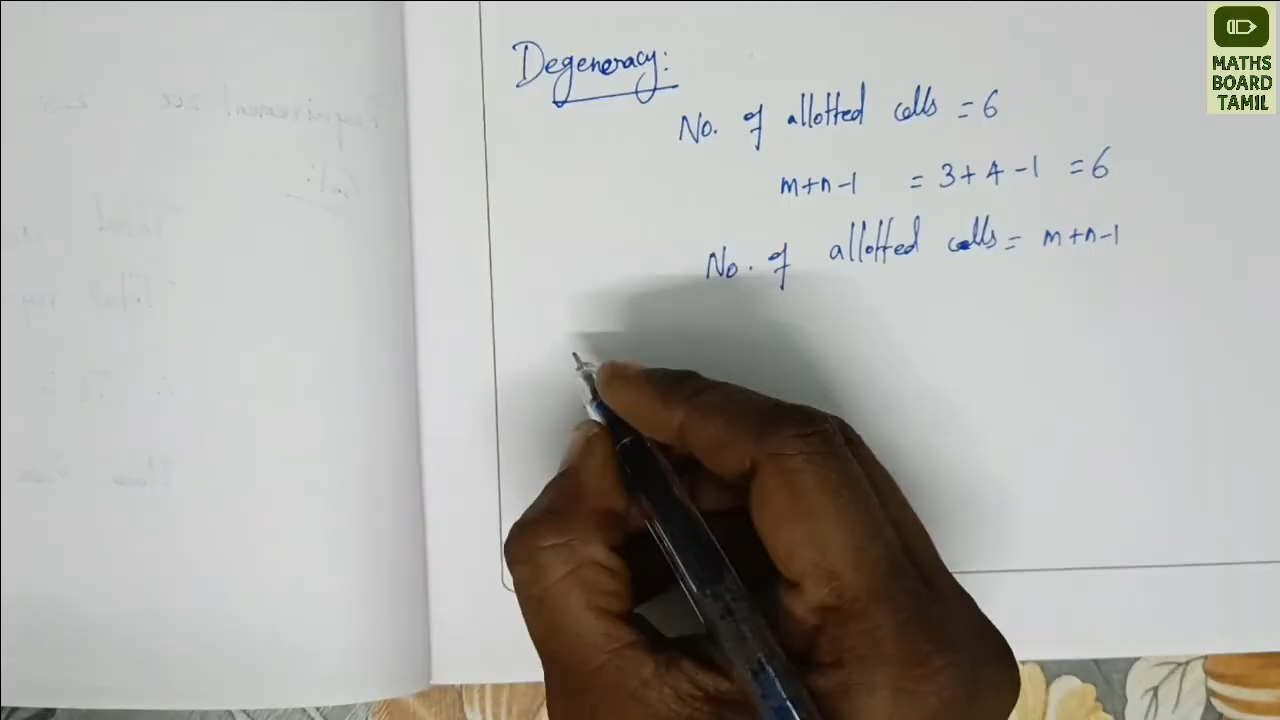 Degeneracy:
No. of allotted cells = 6
m+n-1 = 3+4-1 = 6
No. of allotted cells = m+n-1
MATHS
BOARD
TAMIL